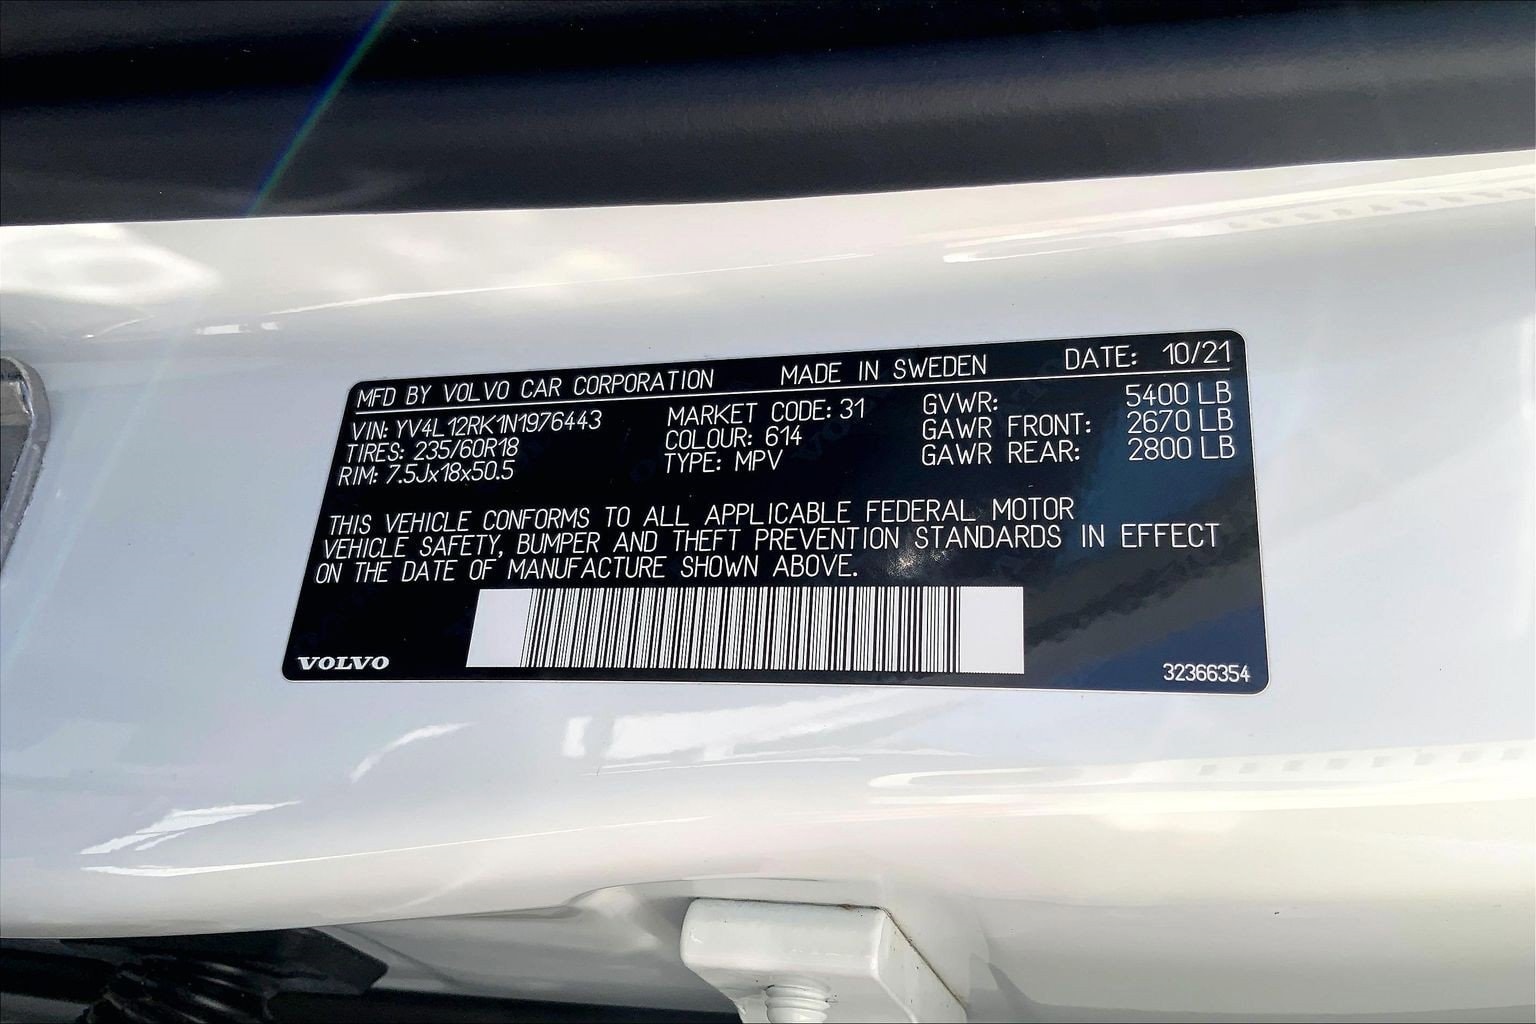 MFD BY VOLVO CAR CORPORATION MADE IN SWEDEN DATE: 10/21
VIN: YV4L12RK1N1976443 MARKET CODE: 31 GVWR: 5400 LB
TIRES: 235/60R18 COLOUR: 614 GAWR FRONT: 2670 LB
RIM: 7.5Jx18x50.5 TYPE: MPV GAWR REAR: 2800 LB
THIS VEHICLE CONFORMS TO ALL APPLICABLE FEDERAL MOTOR
VEHICLE SAFETY, BUMPER AND THEFT PREVENTION STANDARDS IN EFFECT
ON THE DATE OF MANUFACTURE SHOWN ABOVE.
VOLVO 32366354